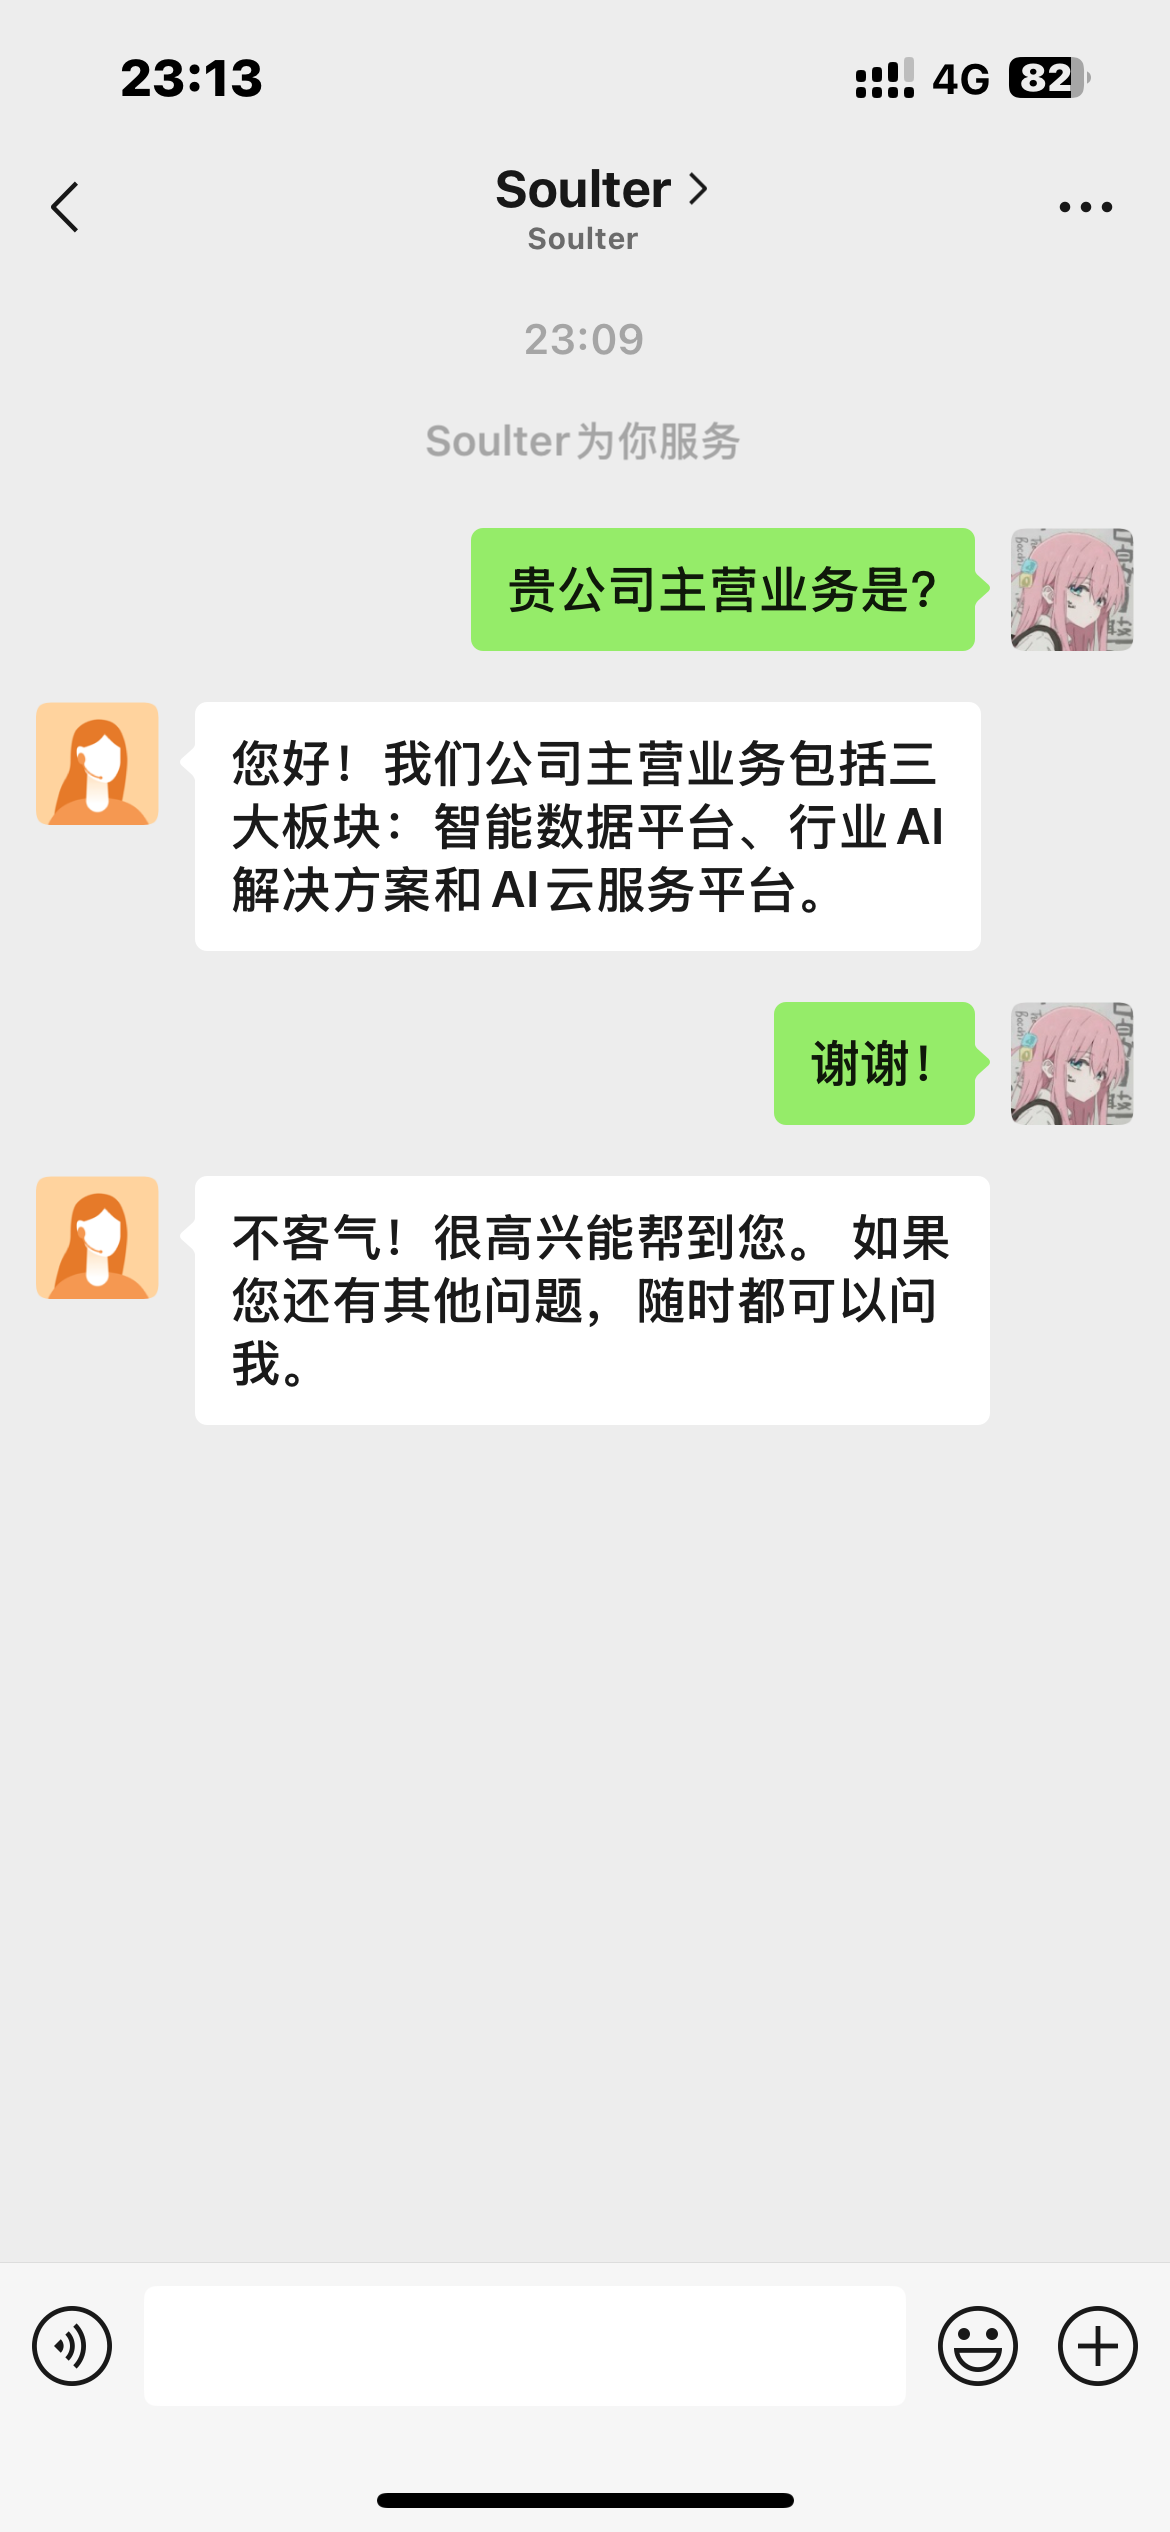 23:13
4G
82
Soulter
Soulter
23:09
Soulter为你服务
贵公司主营业务是?
您好！我们公司主营业务包括三
大板块：智能数据平台、行业AI
解决方案和AI云服务平台。
谢谢！
不客气！很高兴能帮到您。 如果
您还有其他问题，随时都可以问
我。